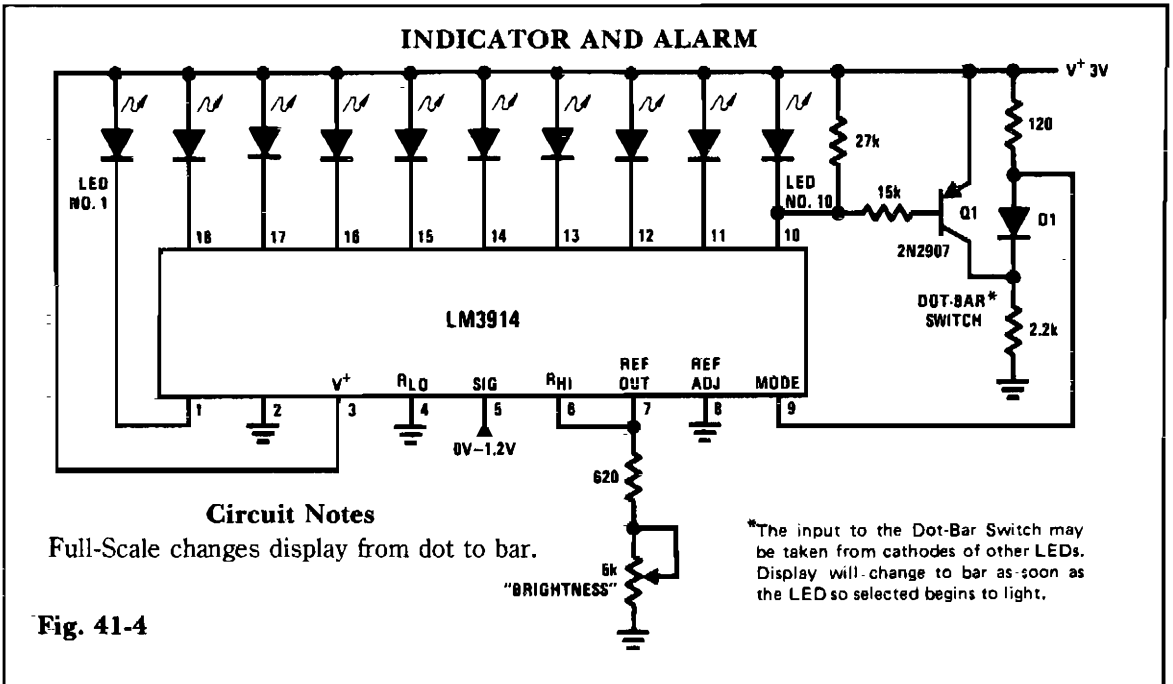 INDICATOR AND ALARM
V+ 3V
120
27k
LED
NO. 1
LED
NO. 10
15k
Q1
D1
2N2907
18 17 16 15 14 13 12 11 10
DOT-BAR*
SWITCH
2.2k
LM3914
V+ RLO SIG RHI REF OUT REF ADJ MODE
1 2 3 4 5 6 7 8 9
0V–1.2V
620
Circuit Notes
Full-Scale changes display from dot to bar.
5k
"BRIGHTNESS"
*The input to the Dot-Bar Switch may
be taken from cathodes of other LEDs.
Display will change to bar as soon as
the LED so selected begins to light.
Fig. 41-4